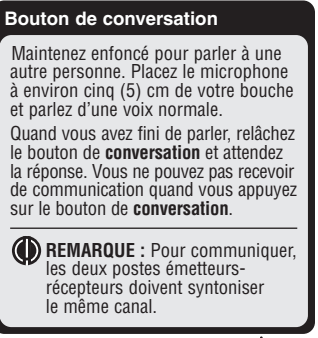 Bouton de conversation
Maintenez enfoncé pour parler à une
autre personne. Placez le microphone
à environ cinq (5) cm de votre bouche
et parlez d'une voix normale.
Quand vous avez fini de parler, relâchez
le bouton de conversation et attendez
la réponse. Vous ne pouvez pas recevoir
de communication quand vous appuyez
sur le bouton de conversation.
REMARQUE : Pour communiquer,
les deux postes émetteurs-
récepteurs doivent syntoniser
le même canal.